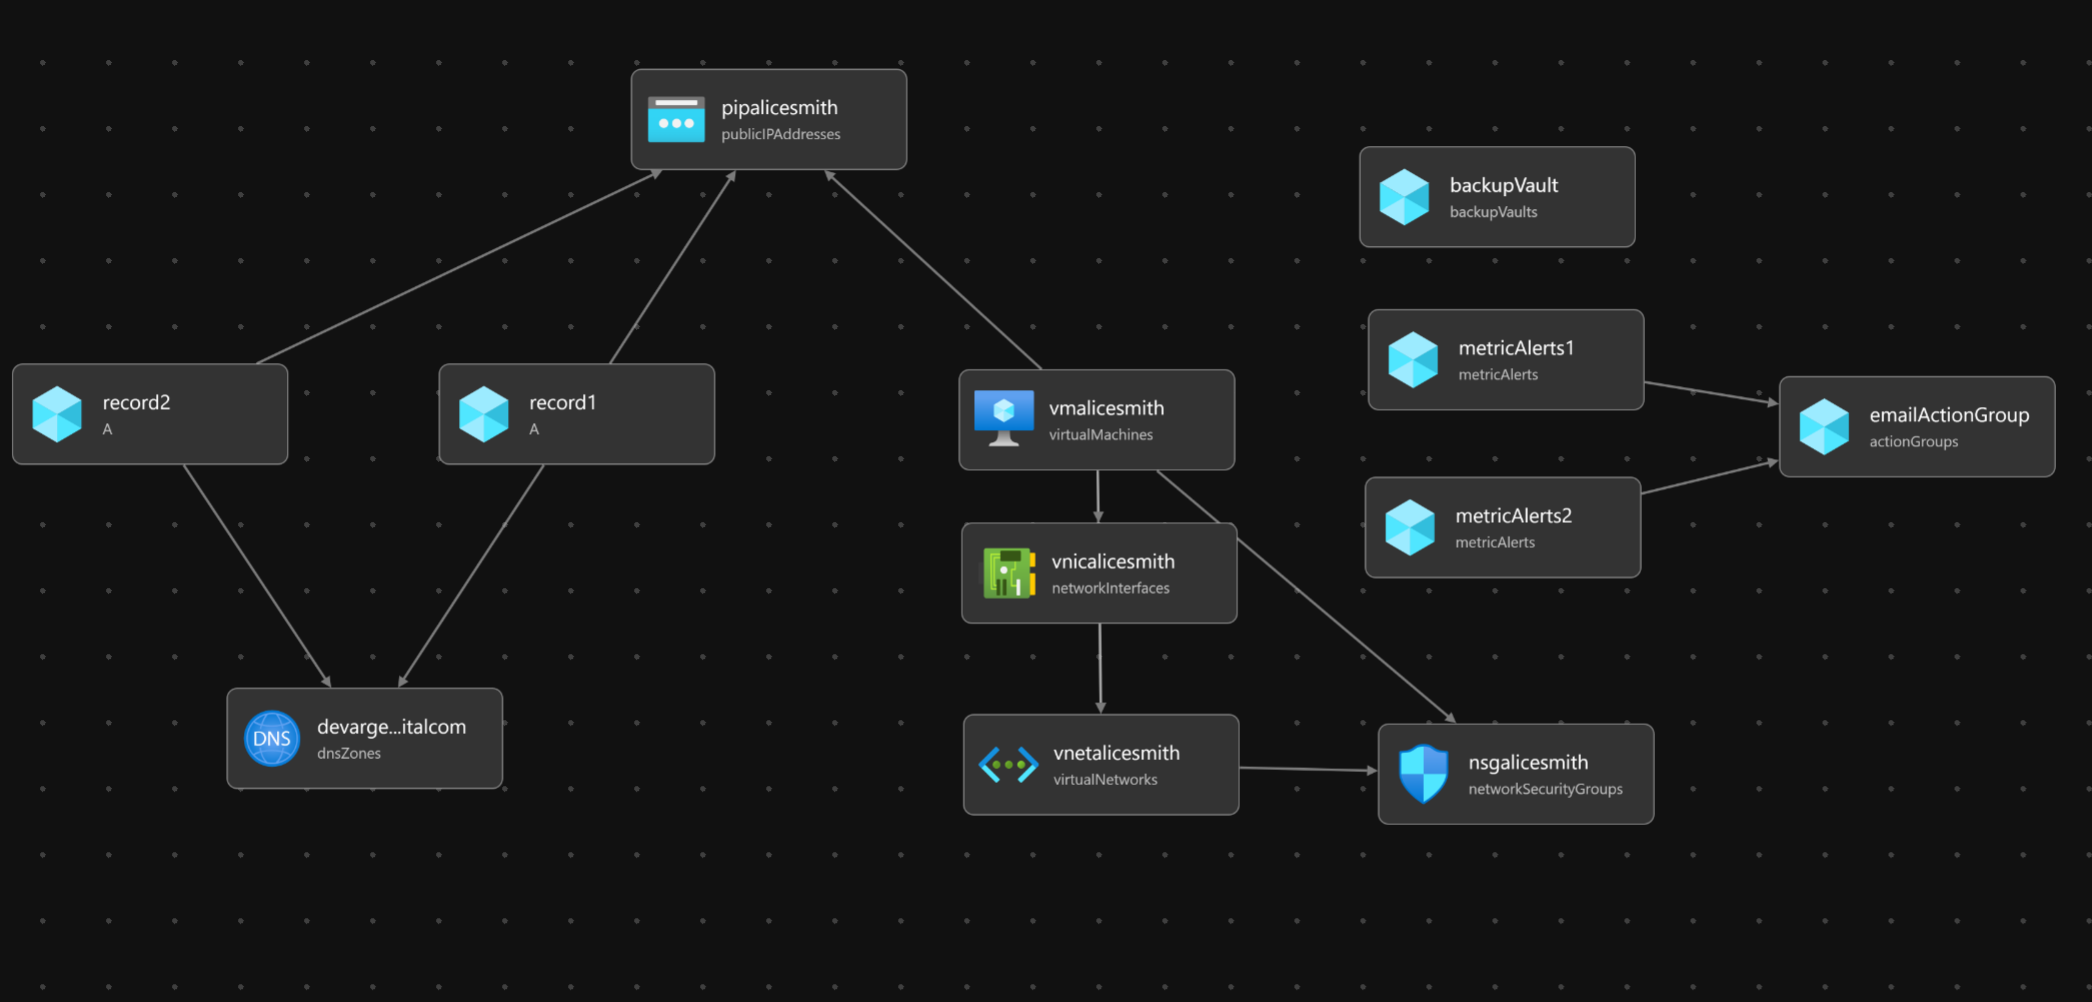 pipalicesmith
publicIPAddresses
backupVault
backupVaults
metricAlerts1
metricAlerts
record2
A
record1
A
vmalicesmith
virtualMachines
emailActionGroup
actionGroups
metricAlerts2
metricAlerts
vnicalicesmith
networkInterfaces
DNS
devarge...italcom
dnsZones
vnetalicesmith
virtualNetworks
nsgalicesmith
networkSecurityGroups